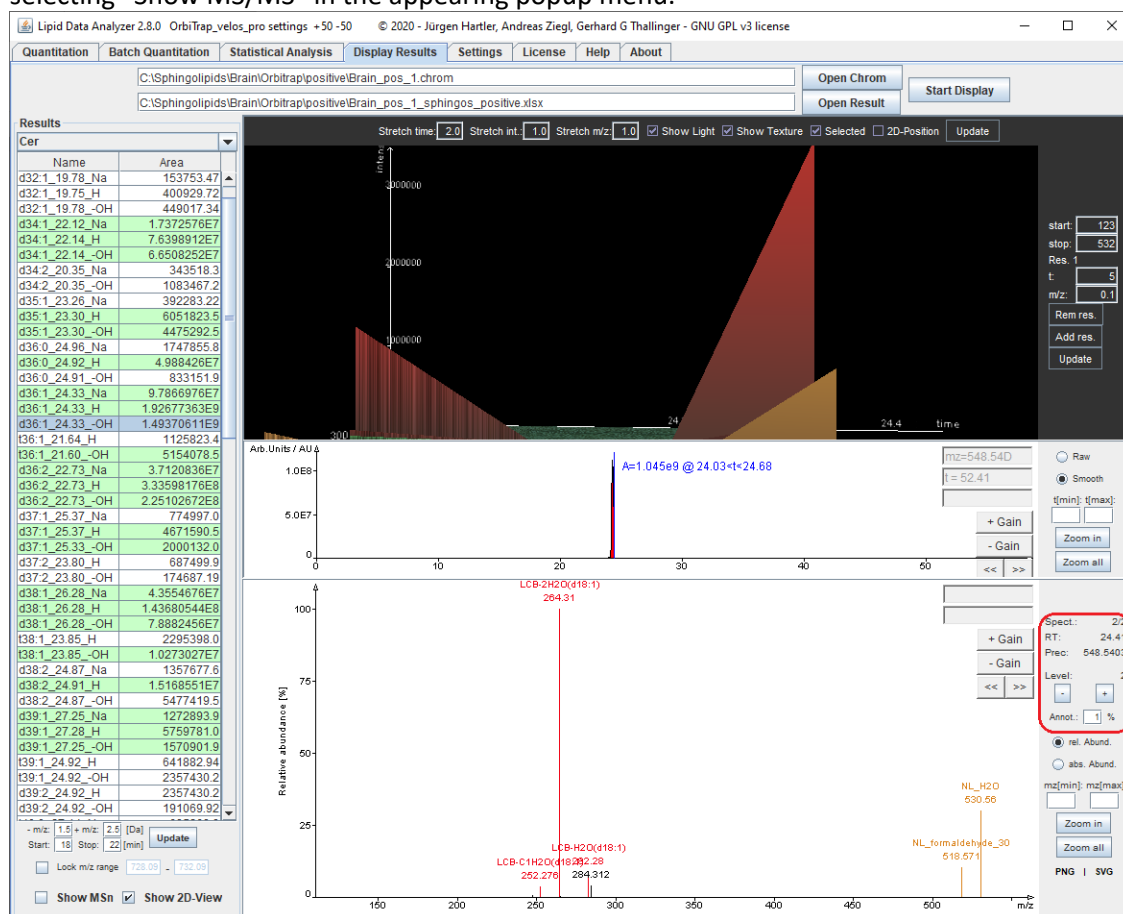 selecting "Show MS/MS" in the appearing popup menu.
Lipid Data Analyzer 2.8.0 OrbiTrap_velos_pro settings +50 -50 © 2020 - Jürgen Hartler, Andreas Ziegl, Gerhard G Thallinger - GNU GPL v3 license
Quantitation Batch Quantitation Statistical Analysis Display Results Settings License Help About
C:\Sphingolipids\Brain\Orbitrap\positive\Brain_pos_1.chrom Open Chrom
Start Display
C:\Sphingolipids\Brain\Orbitrap\positive\Brain_pos_1_sphingos_positive.xlsx Open Result
Results
Cer
Name Area
d32:1_19.78_Na 153753.47
d32:1_19.75_H 400929.72
d32:1_19.78_-OH 449017.34
d34:1_22.12_Na 1.7372576E7
d34:1_22.14_H 7.6398912E7
d34:1_22.14_-OH 6.6508252E7
d34:2_20.35_Na 343518.3
d34:2_20.35_-OH 1083467.2
d35:1_23.26_Na 392283.22
d35:1_23.30_H 6051823.5
d35:1_23.30_-OH 4475292.5
d36:0_24.96_Na 1747855.8
d36:0_24.92_H 4.988426E7
d36:0_24.91_-OH 833151.9
d36:1_24.33_Na 9.7866976E7
d36:1_24.33_H 1.92677363E9
d36:1_24.33_-OH 1.49370611E9
t36:1_21.64_H 1125823.4
t36:1_21.60_-OH 5154078.5
d36:2_22.73_Na 3.7120836E7
d36:2_22.73_H 3.33598176E8
d36:2_22.73_-OH 2.25102672E8
d37:1_25.37_Na 774997.0
d37:1_25.37_H 4671590.5
d37:1_25.33_-OH 2000132.0
d37:2_23.80_H 687499.9
d37:2_23.80_-OH 174687.19
d38:1_26.28_Na 4.3554676E7
d38:1_26.28_H 1.43680544E8
d38:1_26.28_-OH 7.8882456E7
t38:1_23.85_H 2295398.0
t38:1_23.85_-OH 1.0273027E7
d38:2_24.87_Na 1357677.6
d38:2_24.91_H 1.5168551E7
d38:2_24.87_-OH 5477419.5
d39:1_27.25_Na 1272893.9
d39:1_27.28_H 5759781.0
d39:1_27.25_-OH 1570901.9
t39:1_24.92_H 641882.94
t39:1_24.92_-OH 2357430.2
d39:2_24.92_H 2357430.2
d39:2_24.92_-OH 191069.92
- m/z: 1.5 + m/z: 2.5 [Da] Update
Start: 18 Stop: 22 [min]
Lock m/z range 728.09 - 732.09
Show MSn Show 2D-View
Stretch time: 2.0 Stretch int.: 1.0 Stretch m/z: 1.0 Show Light Show Texture Selected 2D-Position Update
3000000
2000000
1000000
300 24 24.4 time
start: 123
stop: 532
Res. 1
t: 5
m/z: 0.1
Rem res.
Add res.
Update
Arb.Units / AU
1.0E8
5.0E7
0
0 10 20 30 40 50
A=1.045e9 @ 24.03<t<24.68
mz=548.54D
t = 52.41
+ Gain
- Gain
<< >>
Raw
Smooth
t[min]: t[max]:
Zoom in
Zoom all
LCB-2H2O(d18:1)
264.31
100
75
50
25
0
Relative abundance [%]
NL_H2O
530.56
NL_formaldehyde_30
518.571
LCB-H2O(d18:1)
282.28
252.276
284.312
150 200 250 300 350 400 450 500 m/z
+ Gain
- Gain
<< >>
Spect.:
RT:
Prec: 548.5403
Level: 2
- +
Annot.: 1 %
rel. Abund.
abs. Abund.
mz[min]: mz[max]
Zoom in
Zoom all
PNG | SVG